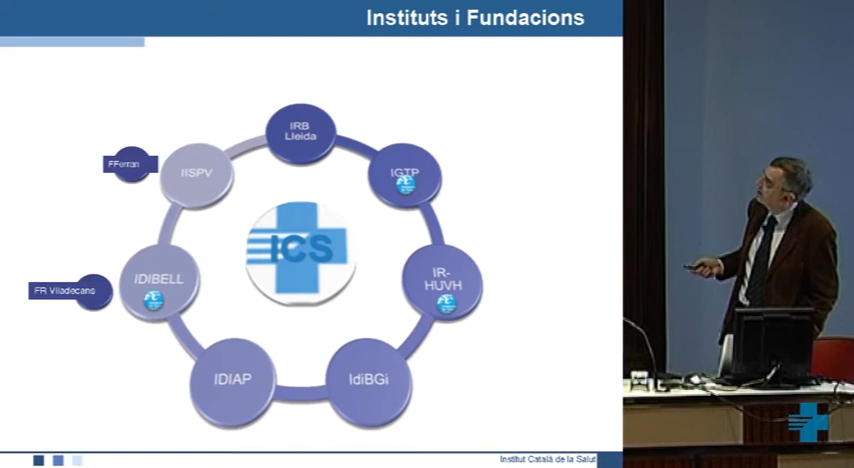 Instituts i Fundacions
IRB
Lleida
IGTP
IR-
HUVH
IdiBGi
IDIAP
IDIBELL
IISPV
FFerran
FR Viladecans
ICS
Institut Català de la Salut